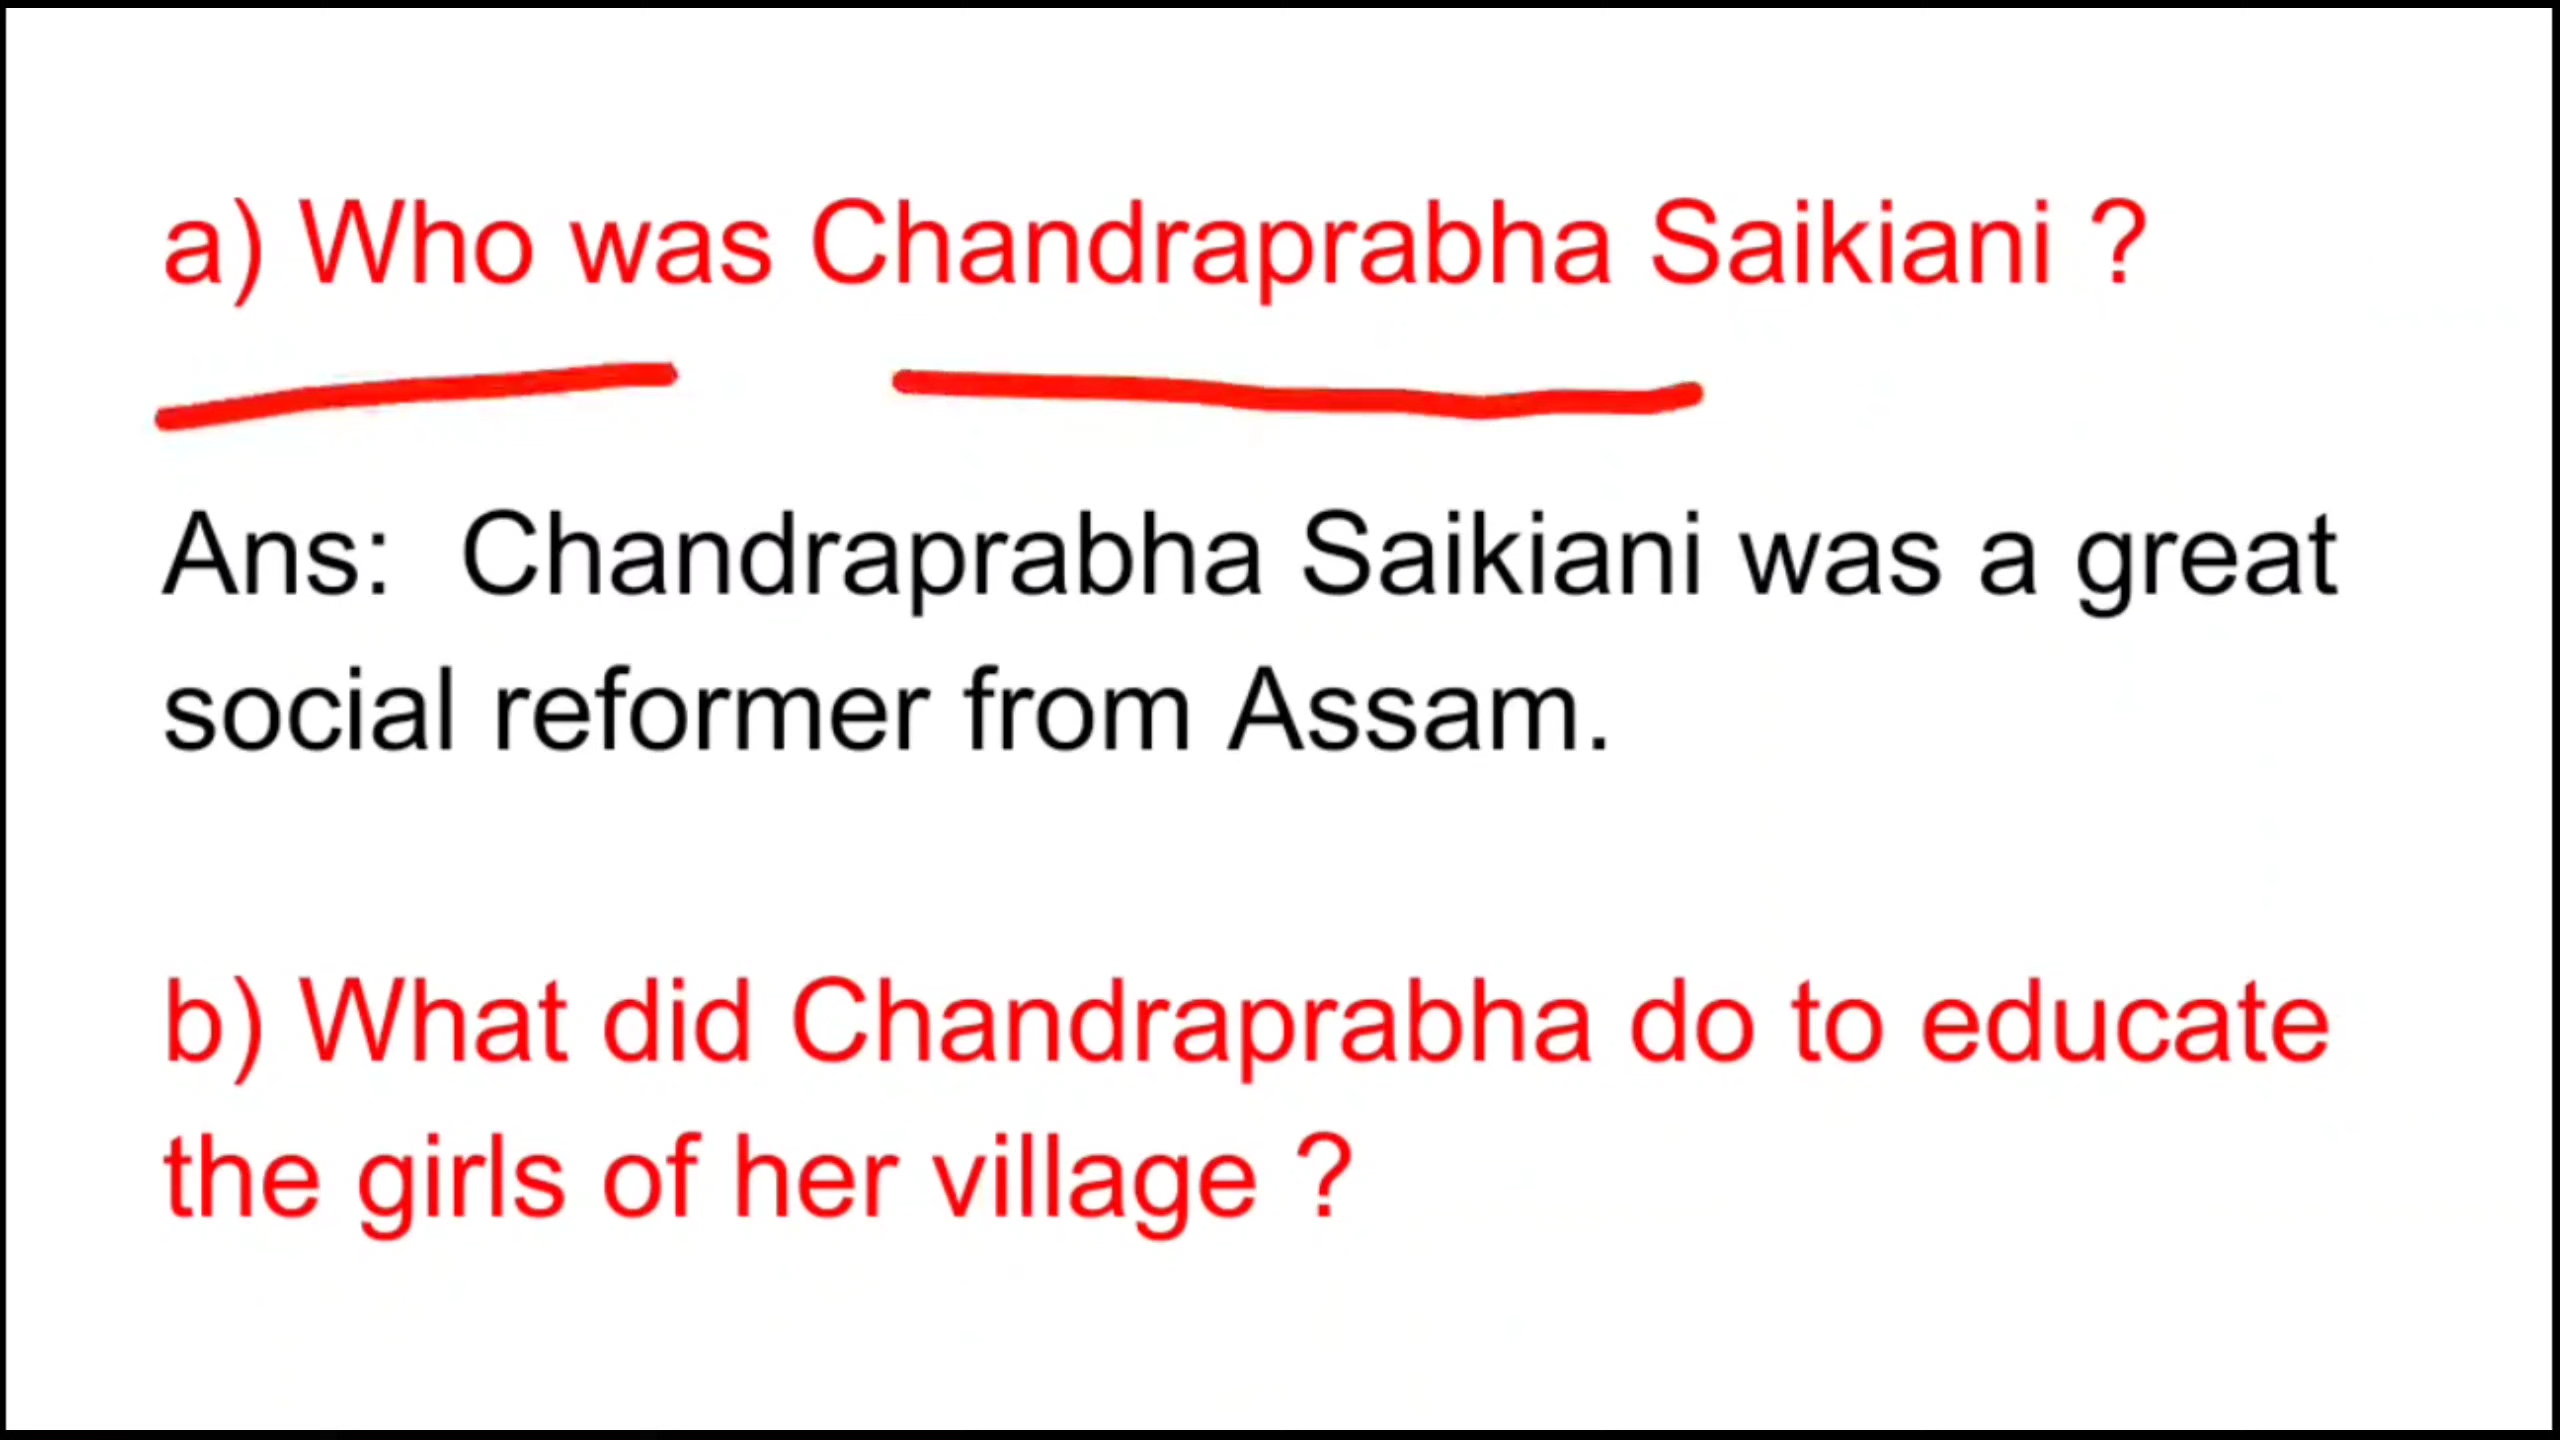 a) Who was Chandraprabha Saikiani ?
Ans:  Chandraprabha Saikiani was a great
social reformer from Assam.
b) What did Chandraprabha do to educate
the girls of her village ?